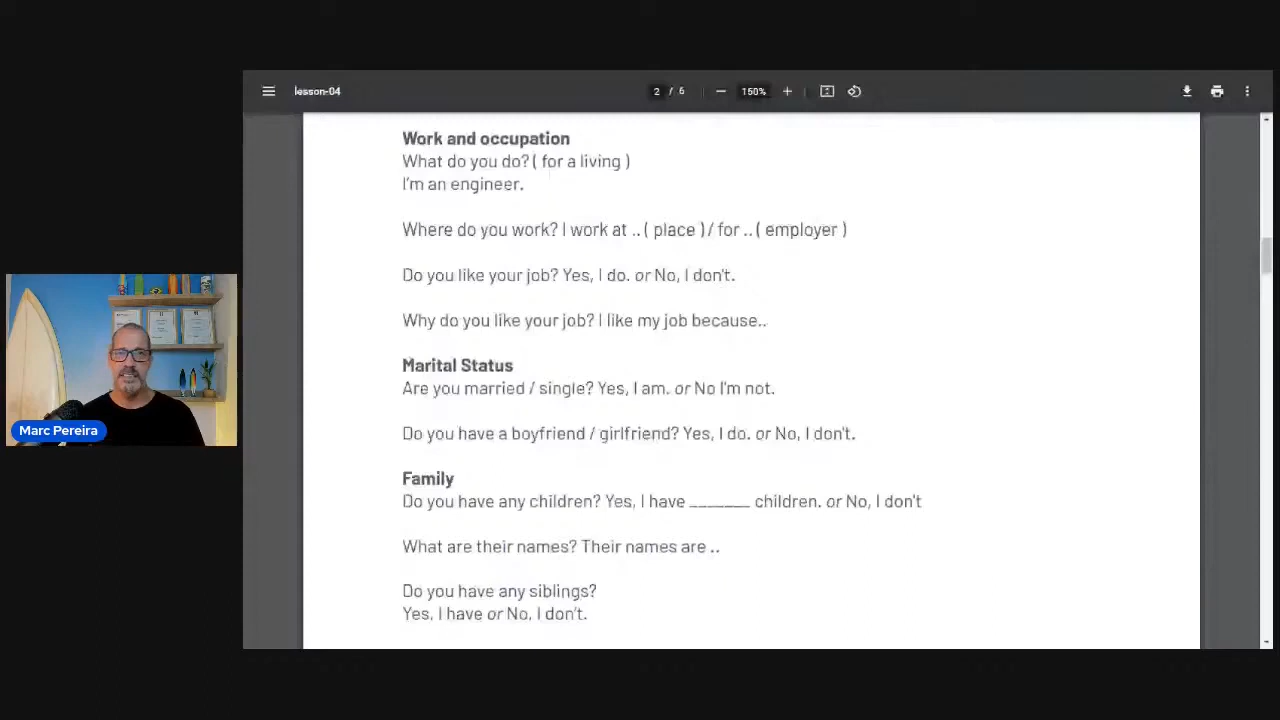 lesson-04
2 / 6
150%
Work and occupation
What do you do? ( for a living )
I'm an engineer.
Where do you work? I work at .. ( place ) / for .. ( employer )
Do you like your job? Yes, I do. or No, I don't.
Why do you like your job? I like my job because..
Marital Status
Are you married / single? Yes, I am. or No I'm not.
Do you have a boyfriend / girlfriend? Yes, I do. or No, I don't.
Family
Do you have any children? Yes, I have _______ children. or No, I don't
What are their names? Their names are ..
Do you have any siblings?
Yes, I have or No, I don't.
Marc Pereira